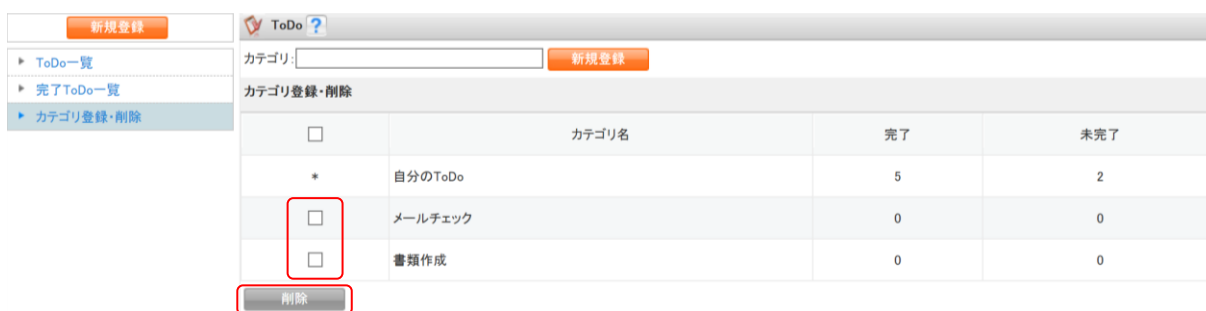 新規登録
ToDo一覧
完了ToDo一覧
カテゴリ登録・削除
ToDo ?
カテゴリ: 新規登録
カテゴリ登録・削除
カテゴリ名 完了 未完了
* 自分のToDo 5 2
メールチェック 0 0
書類作成 0 0
削除